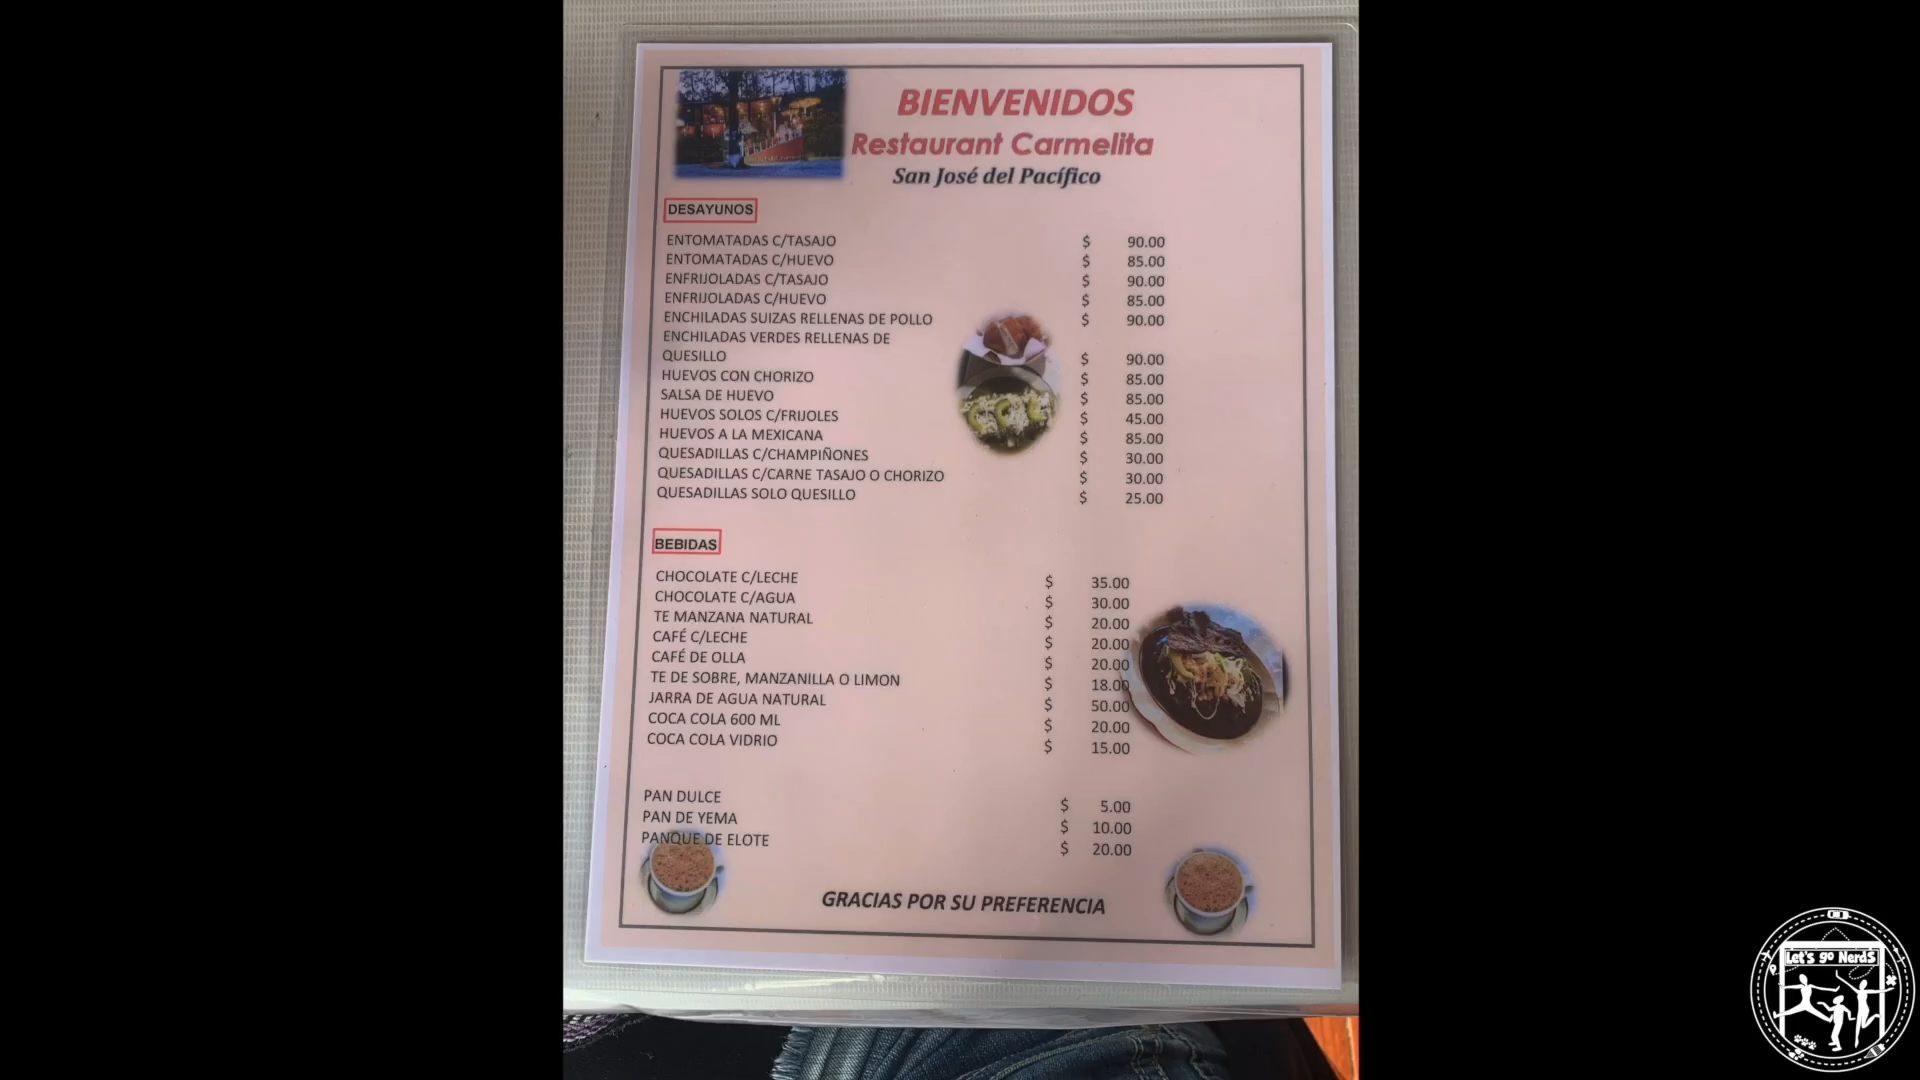 BIENVENIDOS
Restaurant Carmelita
San José del Pacífico
DESAYUNOS
ENTOMATADAS C/TASAJO $ 90.00
ENTOMATADAS C/HUEVO $ 85.00
ENFRIJOLADAS C/TASAJO $ 90.00
ENFRIJOLADAS C/HUEVO $ 85.00
ENCHILADAS SUIZAS RELLENAS DE POLLO $ 90.00
ENCHILADAS VERDES RELLENAS DE
QUESILLO $ 90.00
HUEVOS CON CHORIZO $ 85.00
SALSA DE HUEVO $ 85.00
HUEVOS SOLOS C/FRIJOLES $ 45.00
HUEVOS A LA MEXICANA $ 85.00
QUESADILLAS C/CHAMPIÑONES $ 30.00
QUESADILLAS C/CARNE TASAJO O CHORIZO $ 30.00
QUESADILLAS SOLO QUESILLO $ 25.00
BEBIDAS
CHOCOLATE C/LECHE $ 35.00
CHOCOLATE C/AGUA $ 30.00
TE MANZANA NATURAL $ 20.00
CAFÉ C/LECHE $ 20.00
CAFÉ DE OLLA $ 20.00
TE DE SOBRE, MANZANILLA O LIMON $ 18.00
JARRA DE AGUA NATURAL $ 50.00
COCA COLA 600 ML $ 20.00
COCA COLA VIDRIO $ 15.00
PAN DULCE $ 5.00
PAN DE YEMA $ 10.00
PANQUE DE ELOTE $ 20.00
GRACIAS POR SU PREFERENCIA
Let's go Nerds